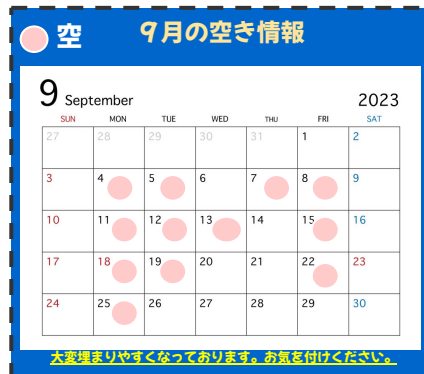 空 9月の空き情報
9 September 2023
SUN MON TUE WED THU FRI SAT
27 28 29 30 31 1 2
3 4 5 6 7 8 9
10 11 12 13 14 15 16
17 18 19 20 21 22 23
24 25 26 27 28 29 30
大変埋まりやすくなっております。お気を付けください。